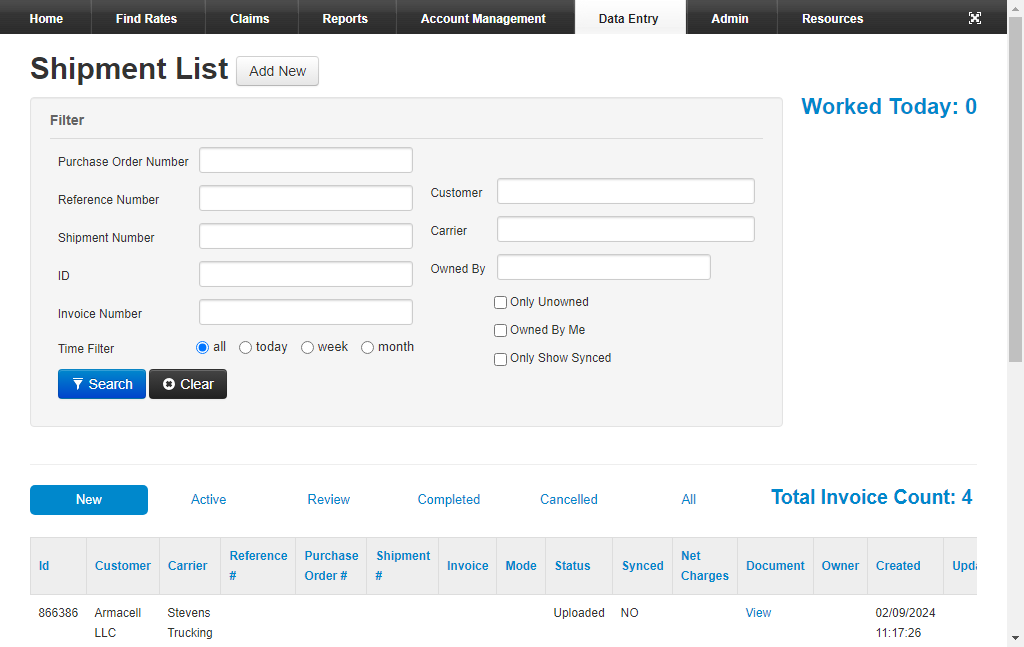 Home Find Rates Claims Reports Account Management Data Entry Admin Resources
Shipment List Add New
Worked Today: 0
Filter
Purchase Order Number
Reference Number
Shipment Number
ID
Invoice Number
Time Filter all today week month
Customer
Carrier
Owned By
Only Unowned
Owned By Me
Only Show Synced
Search Clear
New Active Review Completed Cancelled All Total Invoice Count: 4
Id Customer Carrier Reference # Purchase Order # Shipment # Invoice Mode Status Synced Net Charges Document Owner Created
866386 Armacell LLC Stevens Trucking Uploaded NO View 02/09/2024 11:17:26